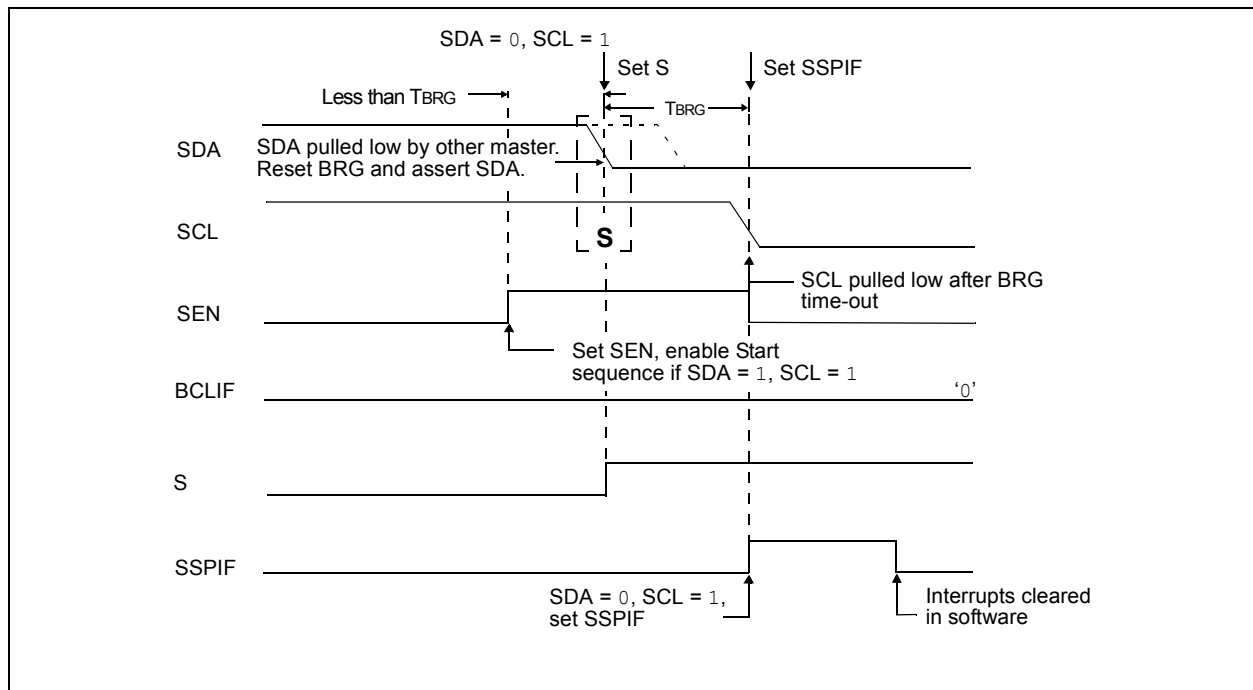 SDA = 0, SCL = 1
Set S
Set SSPIF
Less than TBRG
TBRG
SDA
SDA pulled low by other master.
Reset BRG and assert SDA.
SCL
S
SCL pulled low after BRG
time-out
SEN
Set SEN, enable Start
sequence if SDA = 1, SCL = 1
BCLIF
‘0’
S
SSPIF
SDA = 0, SCL = 1,
set SSPIF
Interrupts cleared
in software